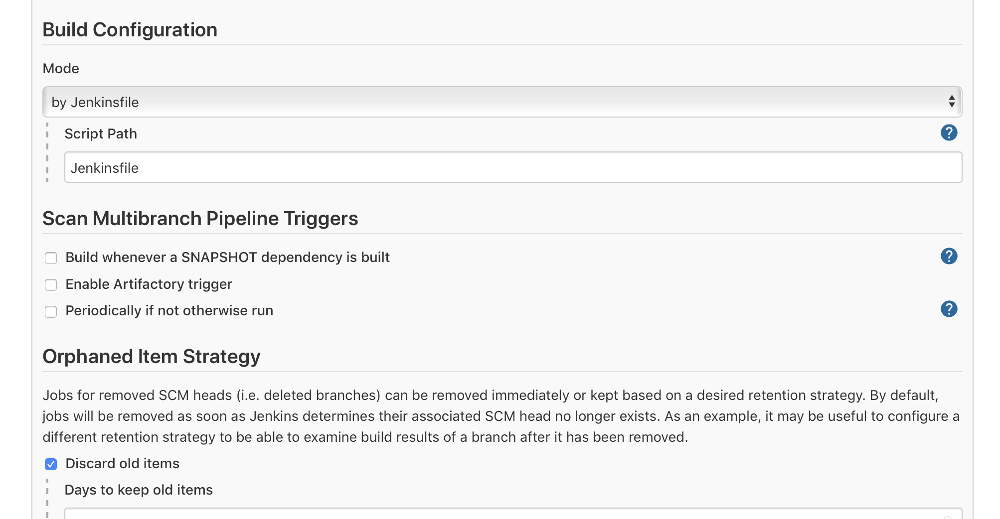 Build Configuration
Mode
by Jenkinsfile
Script Path
?
Jenkinsfile
Scan Multibranch Pipeline Triggers
Build whenever a SNAPSHOT dependency is built
?
Enable Artifactory trigger
Periodically if not otherwise run
?
Orphaned Item Strategy
Jobs for removed SCM heads (i.e. deleted branches) can be removed immediately or kept based on a desired retention strategy. By default,
jobs will be removed as soon as Jenkins determines their associated SCM head no longer exists. As an example, it may be useful to configure a
different retention strategy to be able to examine build results of a branch after it has been removed.
Discard old items
Days to keep old items